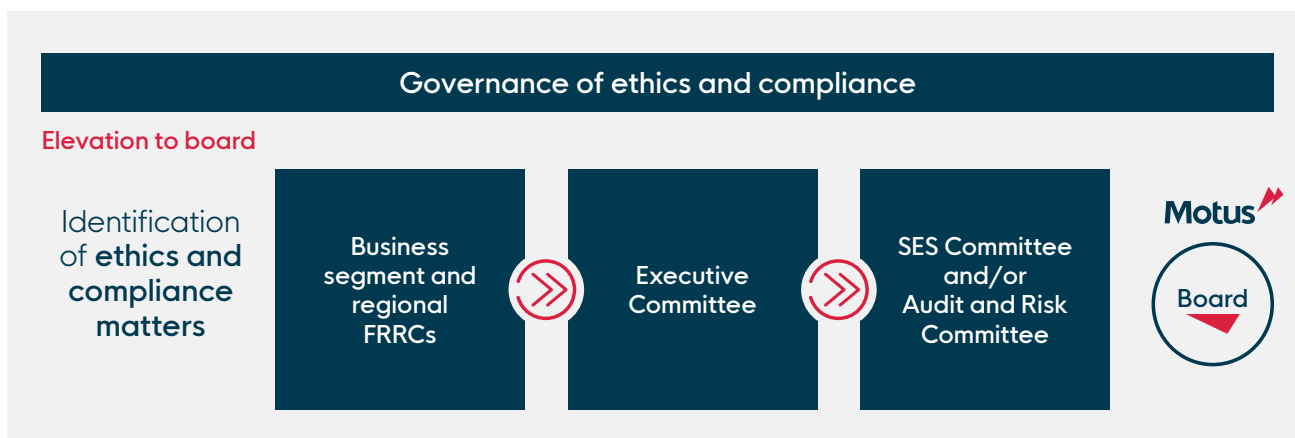 Governance of ethics and compliance
Elevation to board
Identification
of ethics and
compliance
matters
Business
segment and
regional
FRRCs
Executive
Committee
SES Committee
and/or
Audit and Risk
Committee
Motus
Board